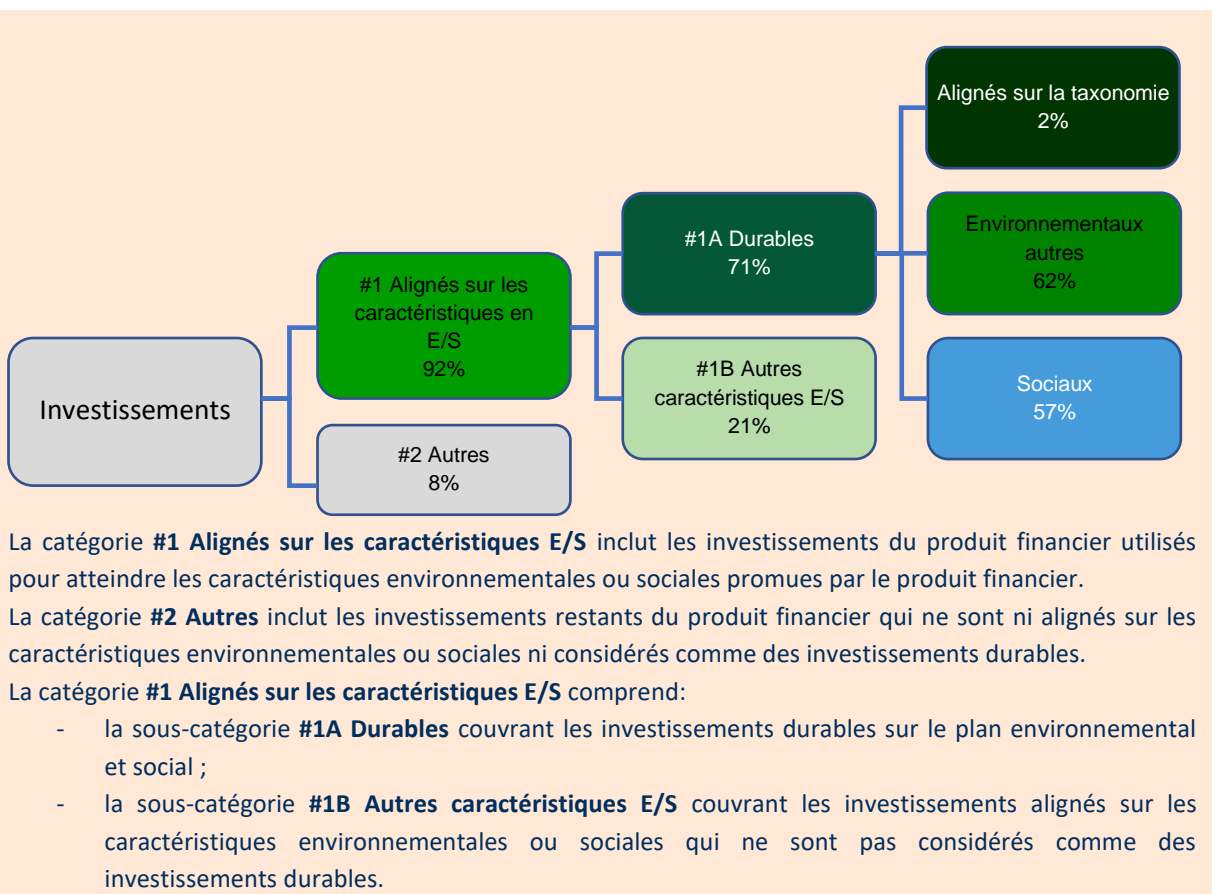 Investissements
#1 Alignés sur les
caractéristiques en
E/S
92%
#2 Autres
8%
#1A Durables
71%
#1B Autres
caractéristiques E/S
21%
Alignés sur la taxonomie
2%
Environnementaux
autres
62%
Sociaux
57%
La catégorie #1 Alignés sur les caractéristiques E/S inclut les investissements du produit financier utilisés
pour atteindre les caractéristiques environnementales ou sociales promues par le produit financier.
La catégorie #2 Autres inclut les investissements restants du produit financier qui ne sont ni alignés sur les
caractéristiques environnementales ou sociales ni considérés comme des investissements durables.
La catégorie #1 Alignés sur les caractéristiques E/S comprend:
- la sous-catégorie #1A Durables couvrant les investissements durables sur le plan environnemental
et social ;
- la sous-catégorie #1B Autres caractéristiques E/S couvrant les investissements alignés sur les
caractéristiques environnementales ou sociales qui ne sont pas considérés comme des
investissements durables.